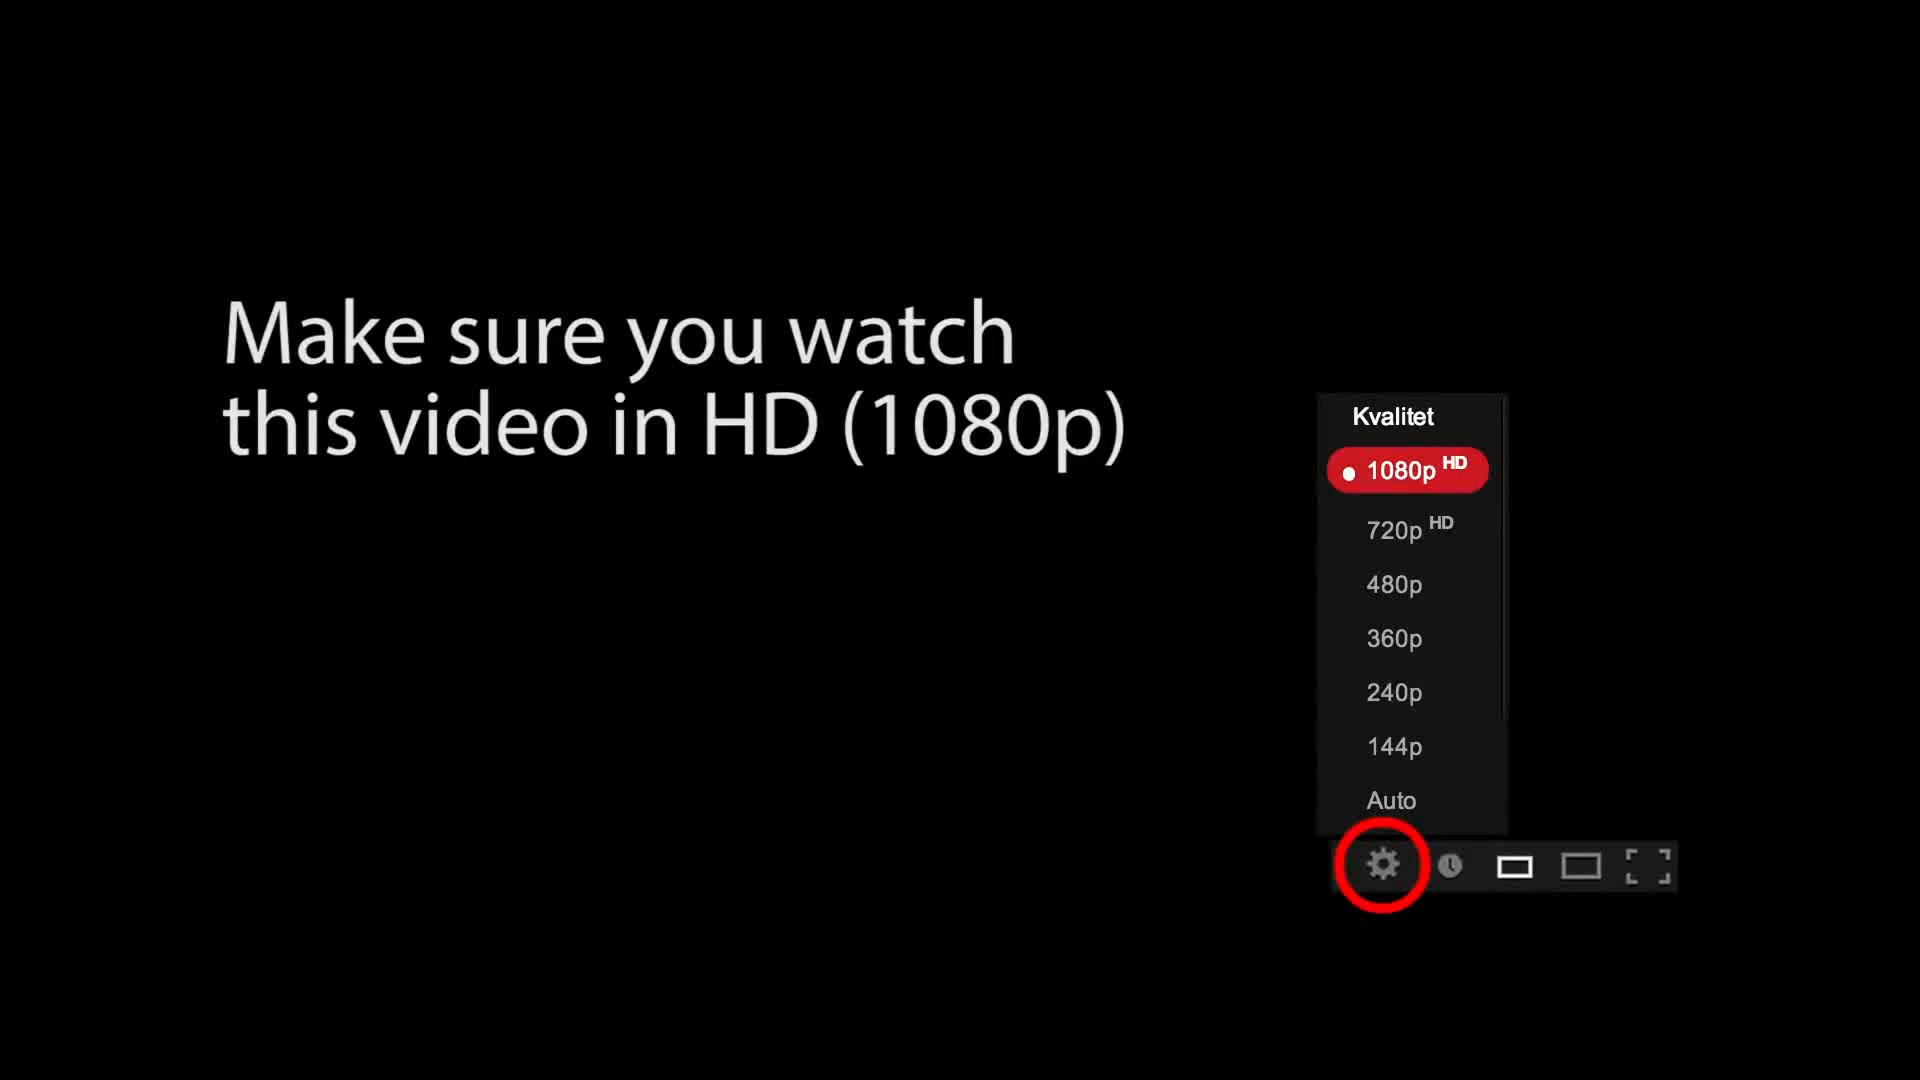 Make sure you watch
this video in HD (1080p)
Kvalitet
1080p HD
720p HD
480p
360p
240p
144p
Auto